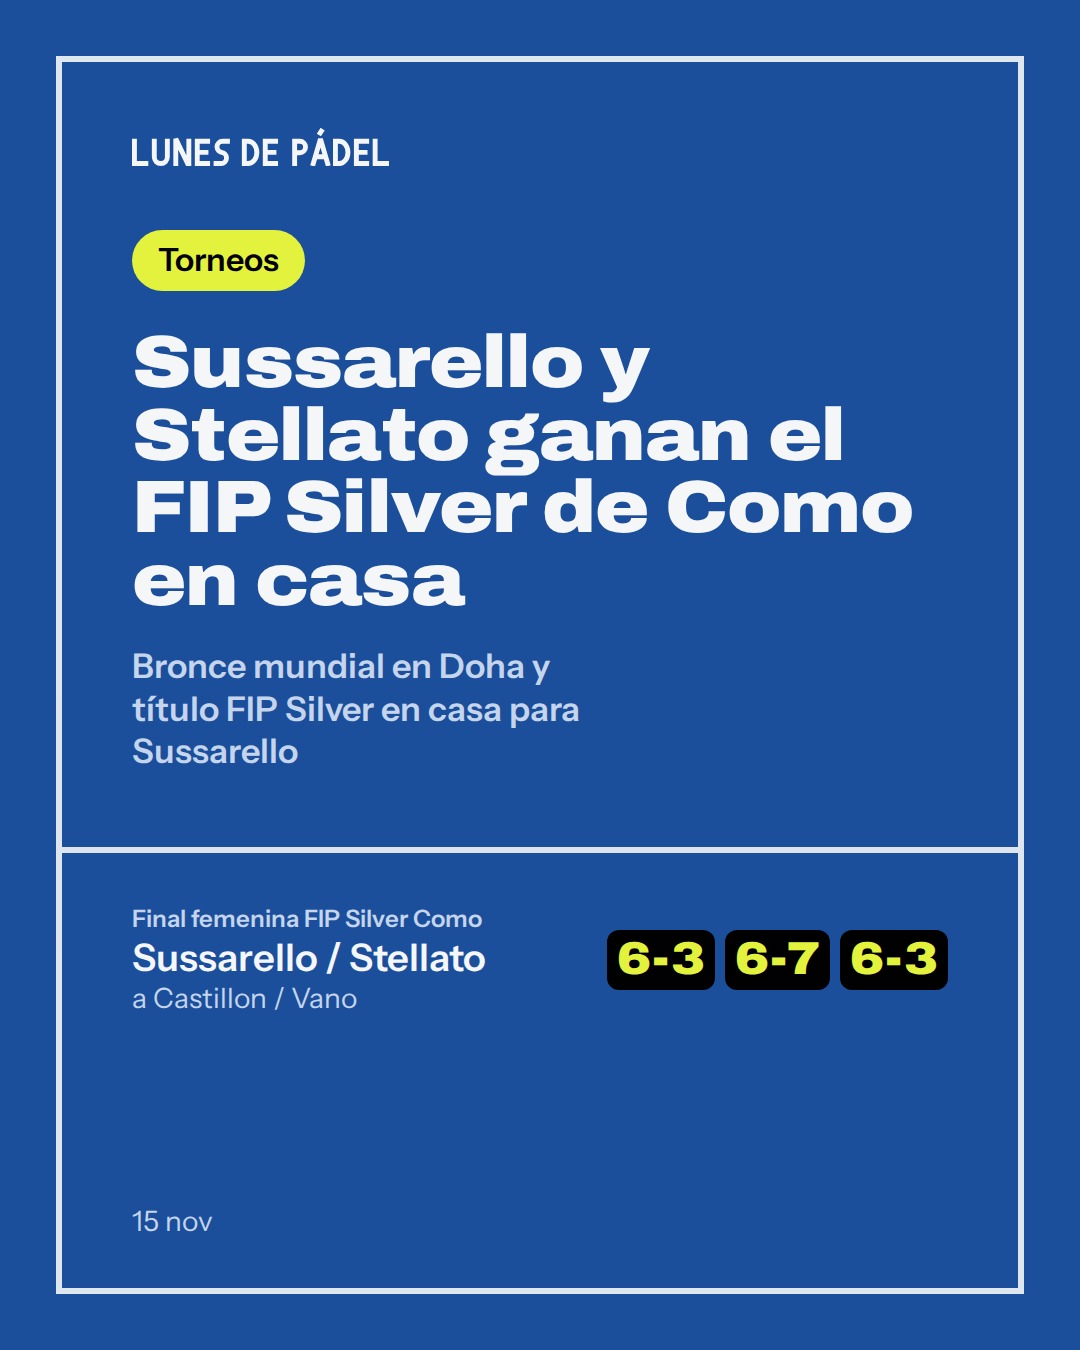 LUNES DE PÁDEL
Torneos
Sussarello y
Stellato ganan el
FIP Silver de Como
en casa
Bronce mundial en Doha y
título FIP Silver en casa para
Sussarello
Final femenina FIP Silver Como
Sussarello / Stellato
a Castillon / Vano
6-3 6-7 6-3
15 nov